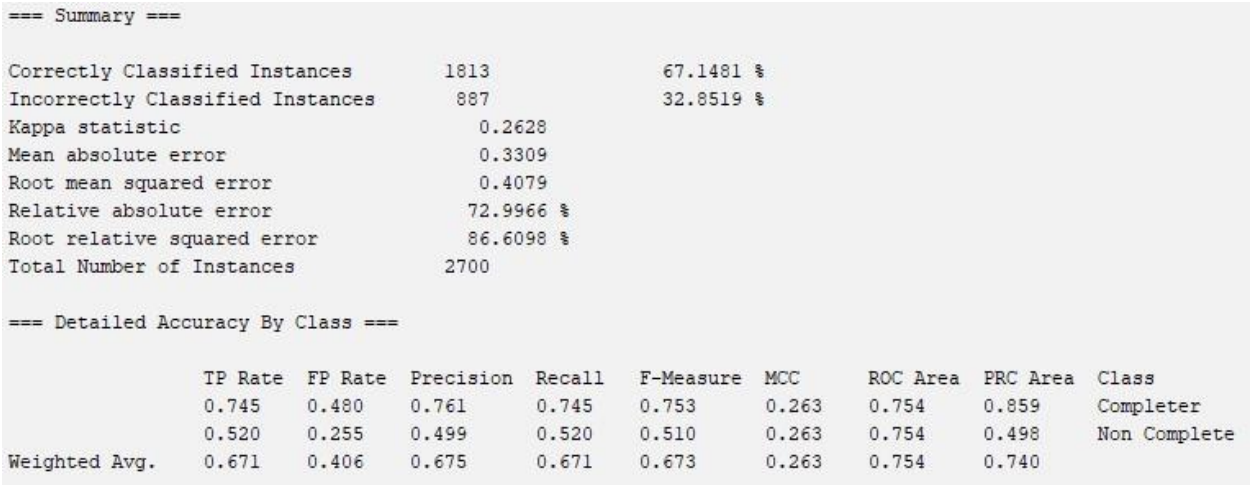 === Summary ===
Correctly Classified Instances 1813 67.1481 %
Incorrectly Classified Instances 887 32.8519 %
Kappa statistic 0.2628
Mean absolute error 0.3309
Root mean squared error 0.4079
Relative absolute error 72.9966 %
Root relative squared error 86.6098 %
Total Number of Instances 2700
=== Detailed Accuracy By Class ===
TP Rate FP Rate Precision Recall F-Measure MCC ROC Area PRC Area Class
0.745 0.480 0.761 0.745 0.753 0.263 0.754 0.859 Completer
0.520 0.255 0.499 0.520 0.510 0.263 0.754 0.498 Non Complete
Weighted Avg. 0.671 0.406 0.675 0.671 0.673 0.263 0.754 0.740